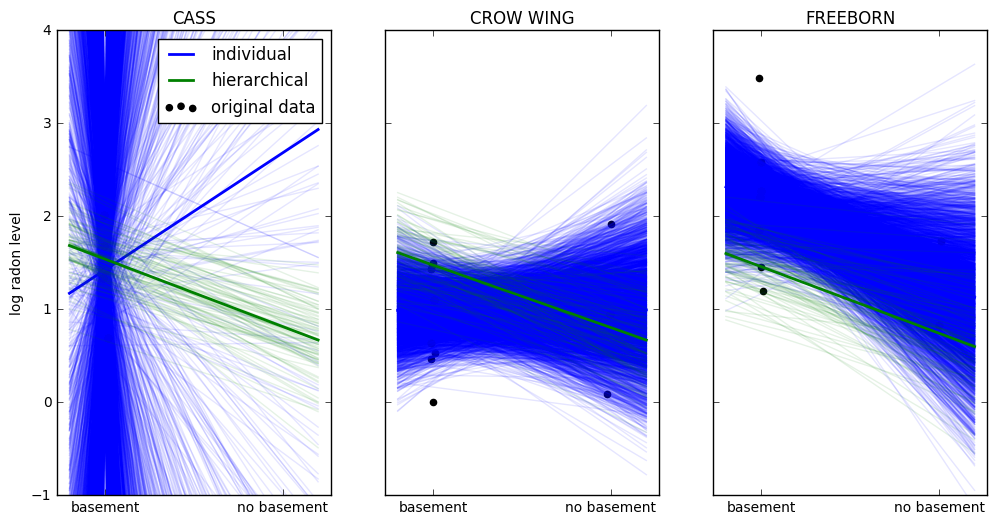 CASS
CROW WING
FREEBORN
individual
hierarchical
original data
log radon level
4
3
2
1
0
−1
basement
no basement
basement
no basement
basement
no basement